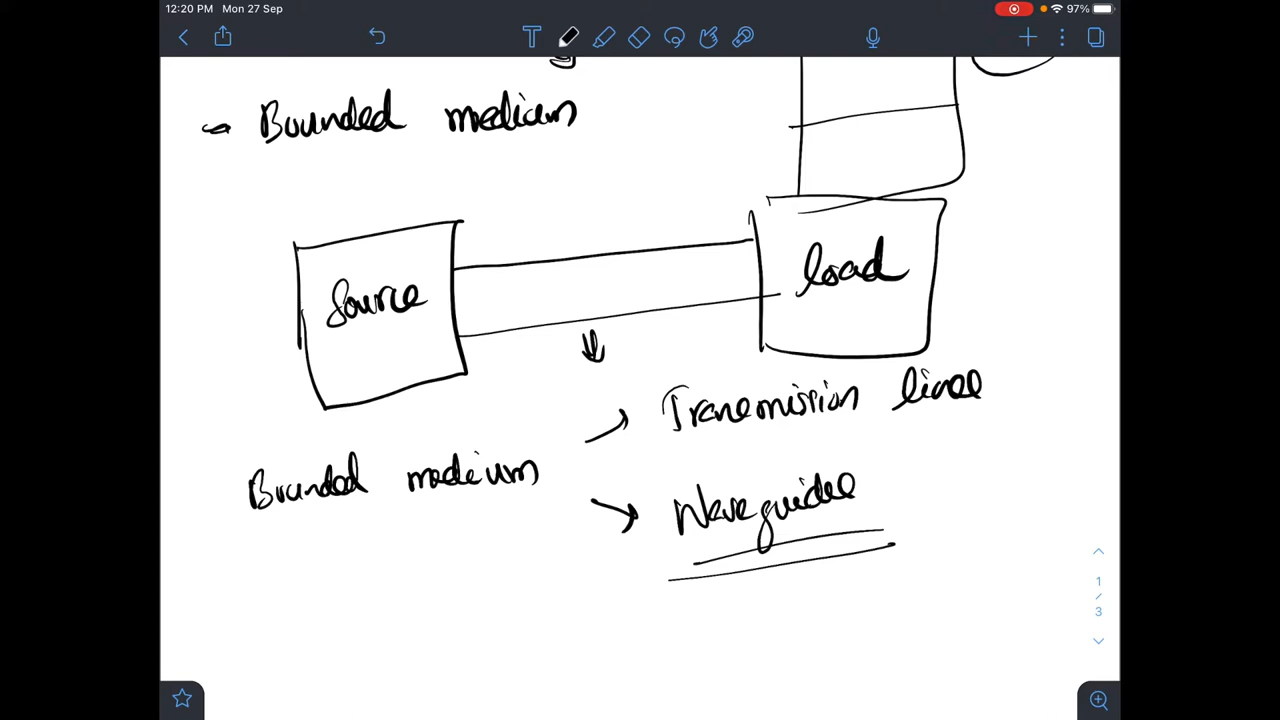 12:20 PM Mon 27 Sep
97%
T
→ Bounded medium
Source
load
Transmission lines
Bounded medium
Waveguides
1
/
3